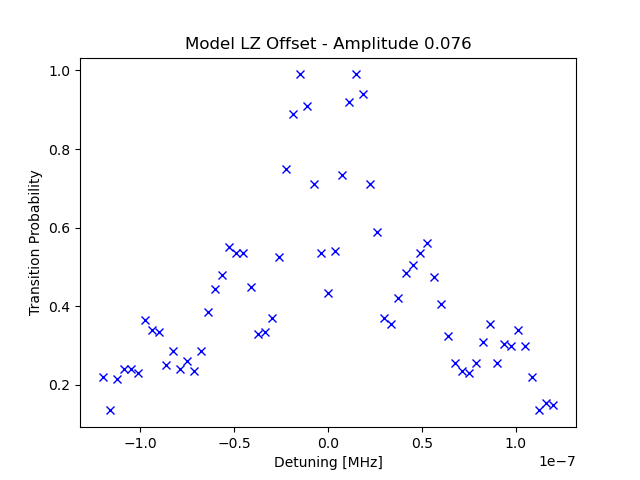 Model LZ Offset - Amplitude 0.076
1.0
0.8
0.6
0.4
0.2
Transition Probability
−1.0 −0.5 0.0 0.5 1.0
1e−7
Detuning [MHz]